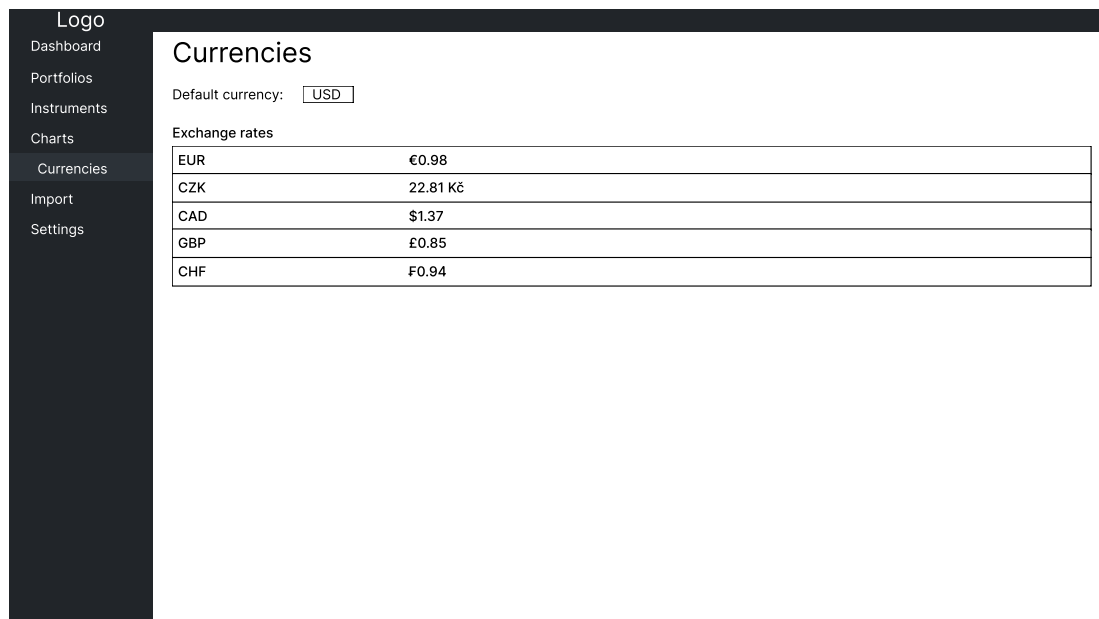 Logo
Dashboard
Portfolios
Instruments
Charts
Currencies
Import
Settings
Currencies
Default currency: USD
Exchange rates
EUR €0.98
CZK 22.81 Kč
CAD $1.37
GBP £0.85
CHF ₣0.94